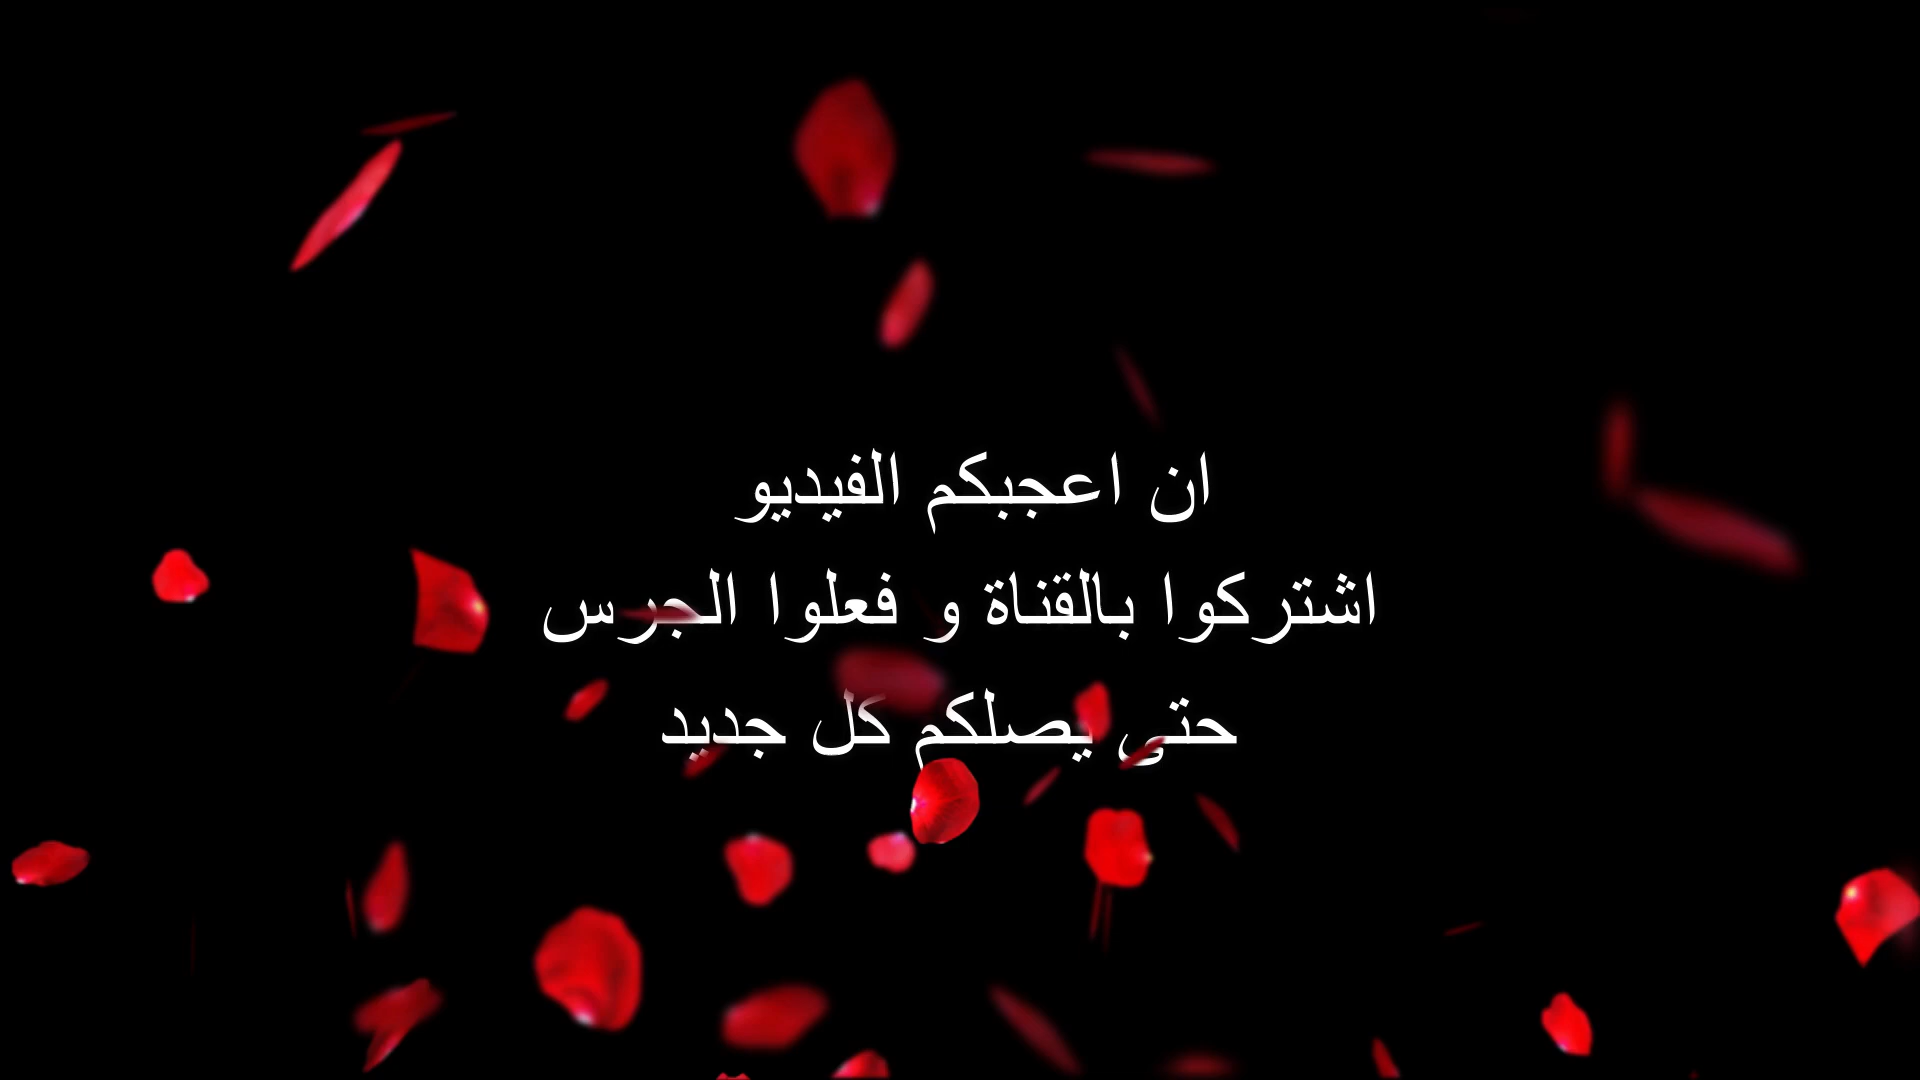 ان اعجبكم الفيديو
اشتركوا بالقناة و فعلوا الجرس
حتى يصلكم كل جديد